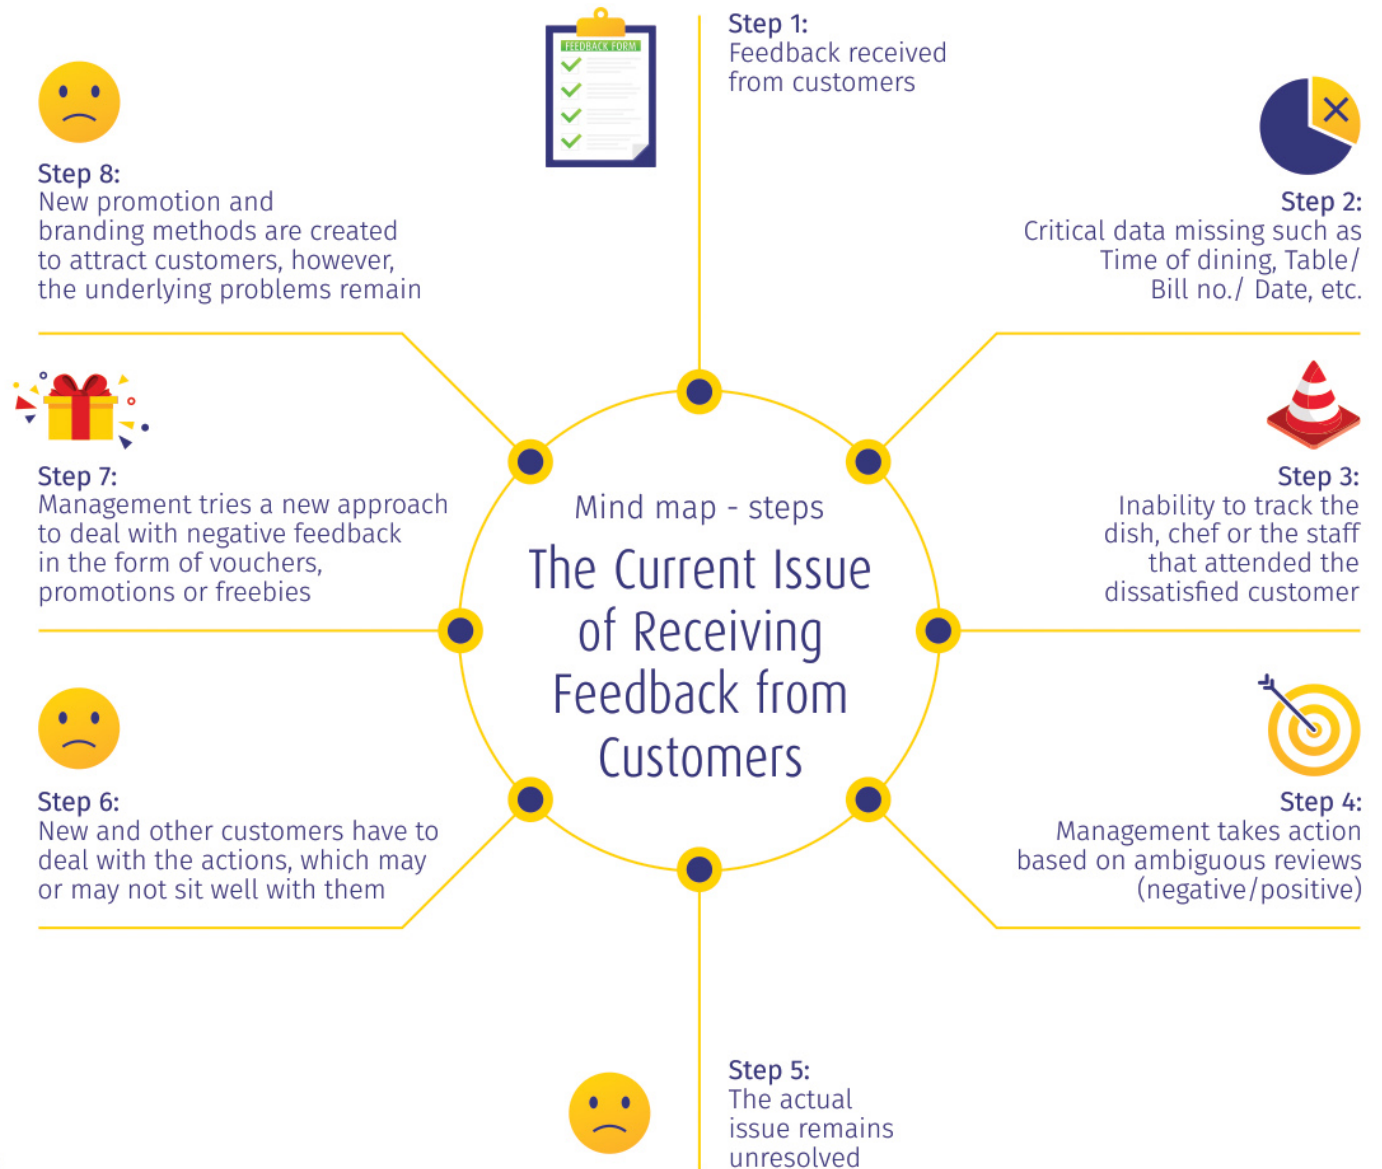 FEEDBACK FORM
Step 1:
Feedback received
from customers
Step 2:
Critical data missing such as
Time of dining, Table/
Bill no./ Date, etc.
Step 3:
Inability to track the
dish, chef or the staff
that attended the
dissatisfied customer
Step 4:
Management takes action
based on ambiguous reviews
(negative/positive)
Step 5:
The actual
issue remains
unresolved
Step 6:
New and other customers have to
deal with the actions, which may
or may not sit well with them
Step 7:
Management tries a new approach
to deal with negative feedback
in the form of vouchers,
promotions or freebies
Step 8:
New promotion and
branding methods are created
to attract customers, however,
the underlying problems remain
Mind map - steps
The Current Issue
of Receiving
Feedback from
Customers